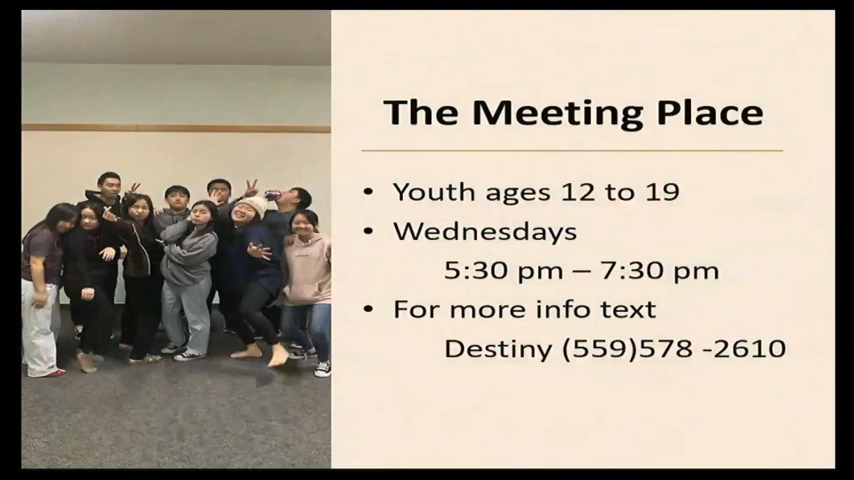 The Meeting Place
• Youth ages 12 to 19
• Wednesdays
5:30 pm – 7:30 pm
• For more info text
Destiny (559)578 -2610